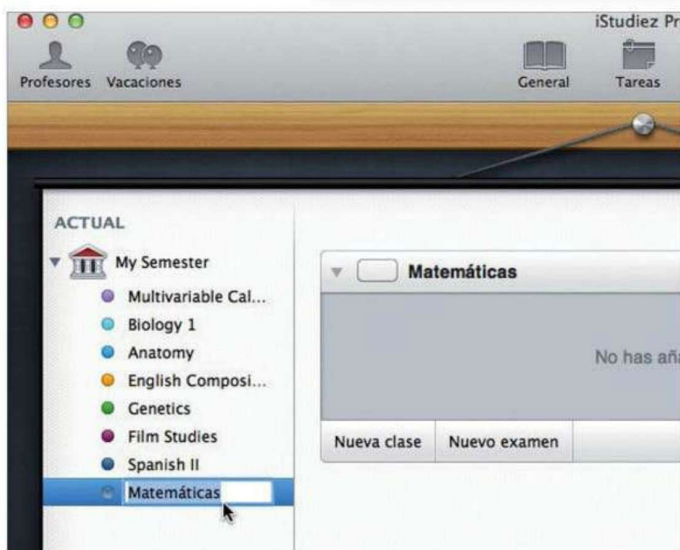 iStudiez Pr
Profesores Vacaciones General Tareas
ACTUAL
My Semester
Multivariable Cal...
Biology 1
Anatomy
English Composi...
Genetics
Film Studies
Spanish II
Matemáticas
Matemáticas
No has aña
Nueva clase Nuevo examen